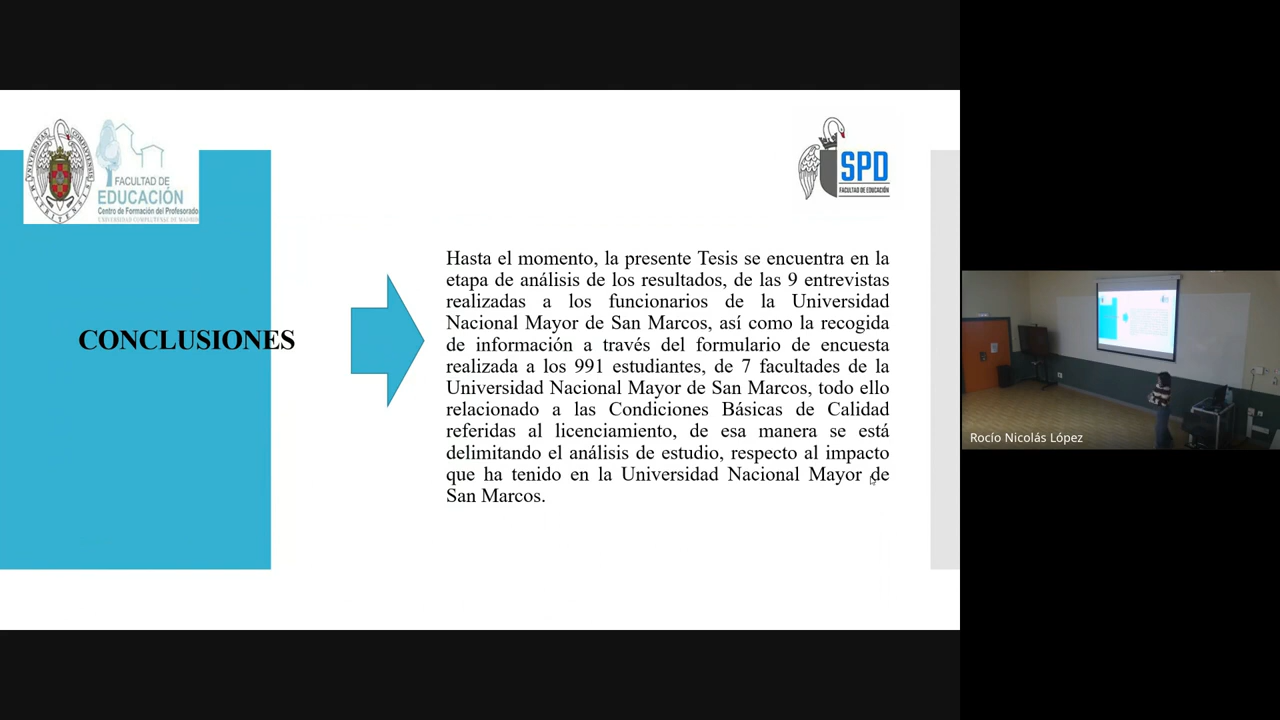 FACULTAD DE
EDUCACIÓN
Centro de Formación del Profesorado
UNIVERSIDAD COMPLUTENSE DE MADRID
SPD
FACULTAD DE EDUCACIÓN
CONCLUSIONES
Hasta el momento, la presente Tesis se encuentra en la
etapa de análisis de los resultados, de las 9 entrevistas
realizadas a los funcionarios de la Universidad
Nacional Mayor de San Marcos, así como la recogida
de información a través del formulario de encuesta
realizada a los 991 estudiantes, de 7 facultades de la
Universidad Nacional Mayor de San Marcos, todo ello
relacionado a las Condiciones Básicas de Calidad
referidas al licenciamiento, de esa manera se está
delimitando el análisis de estudio, respecto al impacto
que ha tenido en la Universidad Nacional Mayor de
San Marcos.
Rocío Nicolás López